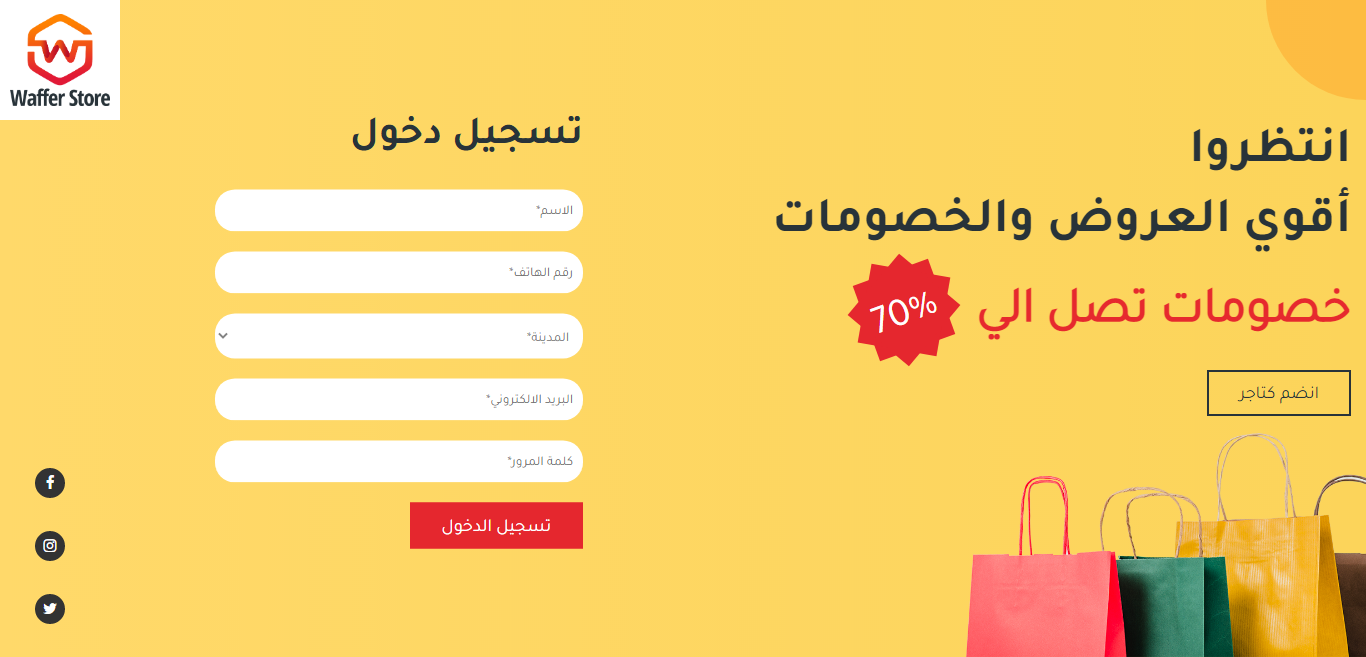 Waffer Store
انتظروا
أقوي العروض والخصومات
خصومات تصل الي
70%
انضم كتاجر
تسجيل دخول
الاسم*
رقم الهاتف*
المدينة*
البريد الالكتروني*
كلمة المرور*
تسجيل الدخول